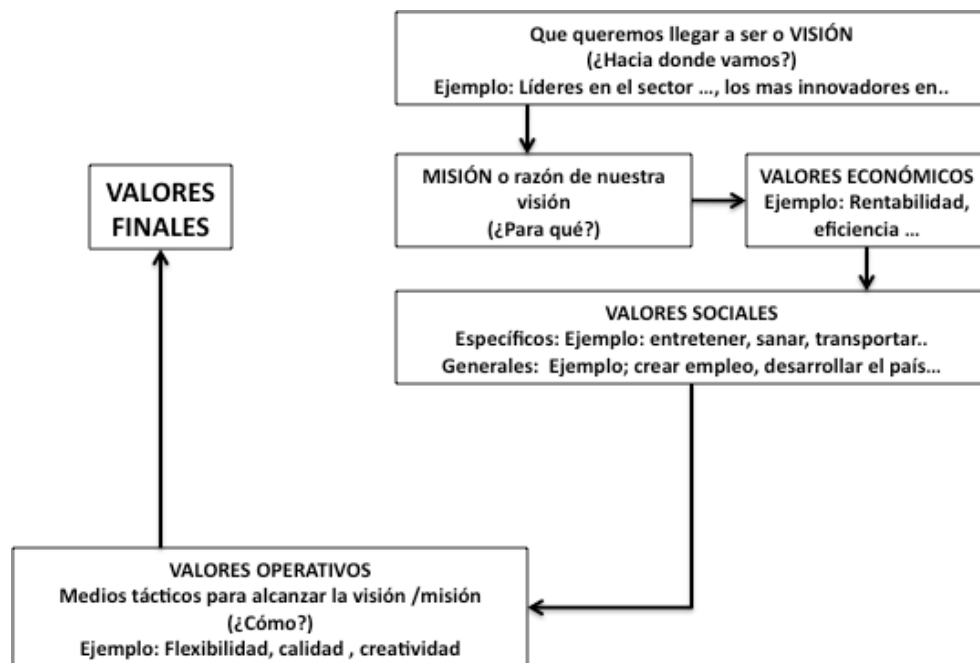 Que queremos llegar a ser o VISIÓN
(¿Hacia donde vamos?)
Ejemplo: Líderes en el sector ..., los mas innovadores en..
MISIÓN o razón de nuestra
visión
(¿Para qué?)
VALORES ECONÓMICOS
Ejemplo: Rentabilidad,
eficiencia ...
VALORES
FINALES
VALORES SOCIALES
Específicos: Ejemplo: entretener, sanar, transportar..
Generales: Ejemplo; crear empleo, desarrollar el país...
VALORES OPERATIVOS
Medios tácticos para alcanzar la visión /misión
(¿Cómo?)
Ejemplo: Flexibilidad, calidad , creatividad